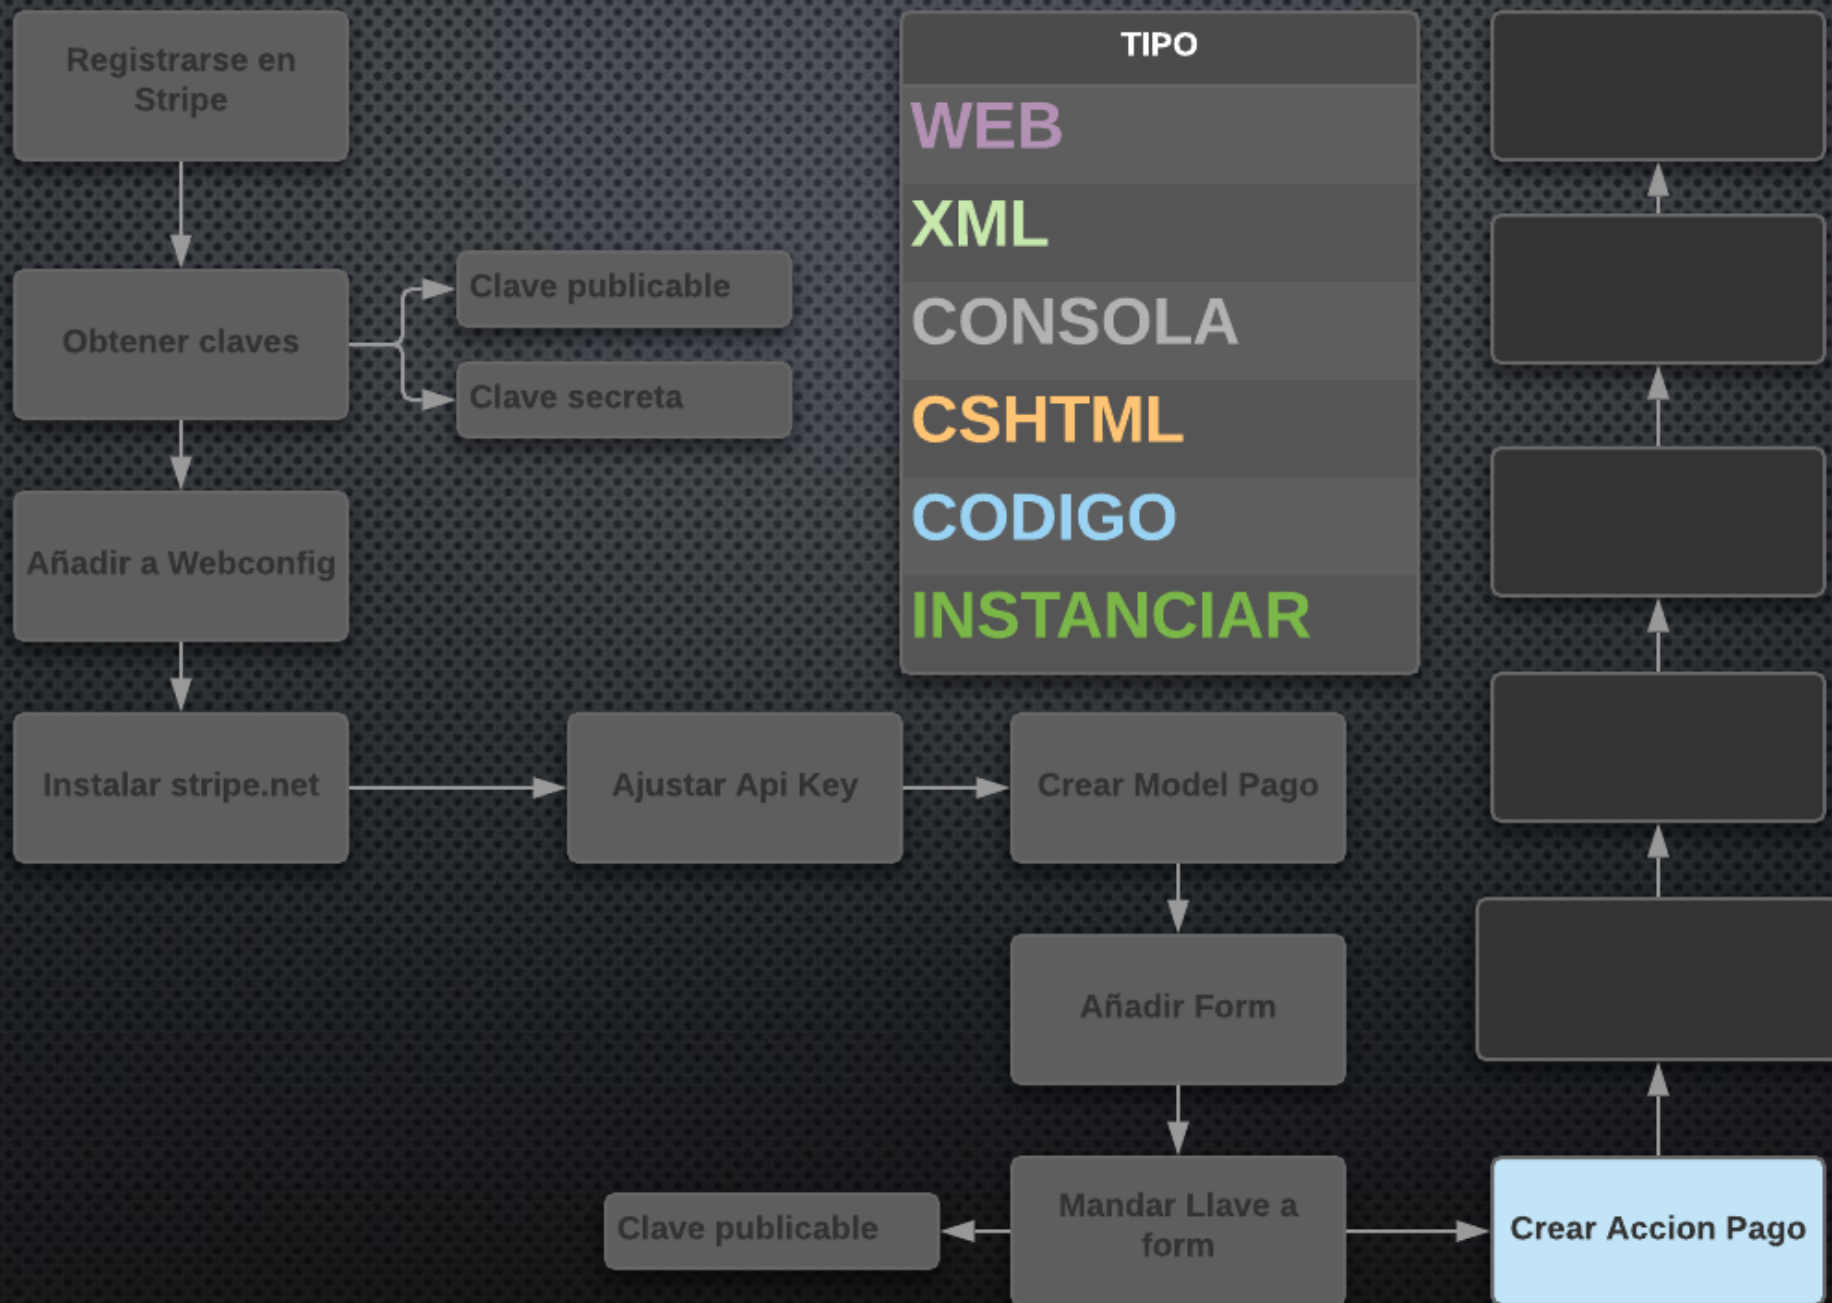 Registrarse en
Stripe
Obtener claves
Clave publicable
Clave secreta
Añadir a Webconfig
Instalar stripe.net
Ajustar Api Key
Crear Model Pago
Añadir Form
Mandar Llave a
form
Clave publicable
Crear Accion Pago
TIPO
WEB
XML
CONSOLA
CSHTML
CODIGO
INSTANCIAR